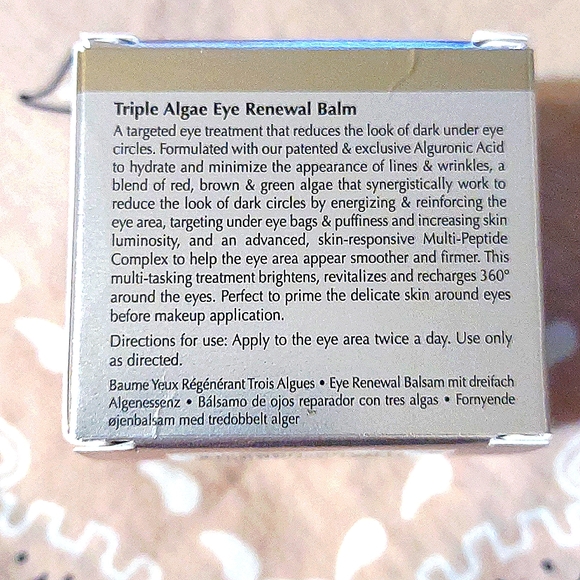 Triple Algae Eye Renewal Balm
A targeted eye treatment that reduces the look of dark under eye
circles. Formulated with our patented & exclusive Alguronic Acid
to hydrate and minimize the appearance of lines & wrinkles, a
blend of red, brown & green algae that synergistically work to
reduce the look of dark circles by energizing & reinforcing the
eye area, targeting under eye bags & puffiness and increasing skin
luminosity, and an advanced, skin-responsive Multi-Peptide
Complex to help the eye area appear smoother and firmer. This
multi-tasking treatment brightens, revitalizes and recharges 360°
around the eyes. Perfect to prime the delicate skin around eyes
before makeup application.
Directions for use: Apply to the eye area twice a day. Use only
as directed.
Baume Yeux Régénérant Trois Algues • Eye Renewal Balsam mit dreifach
Algenessenz • Bálsamo de ojos reparador con tres algas • Fornyende
øjenbalsam med tredobbelt alger